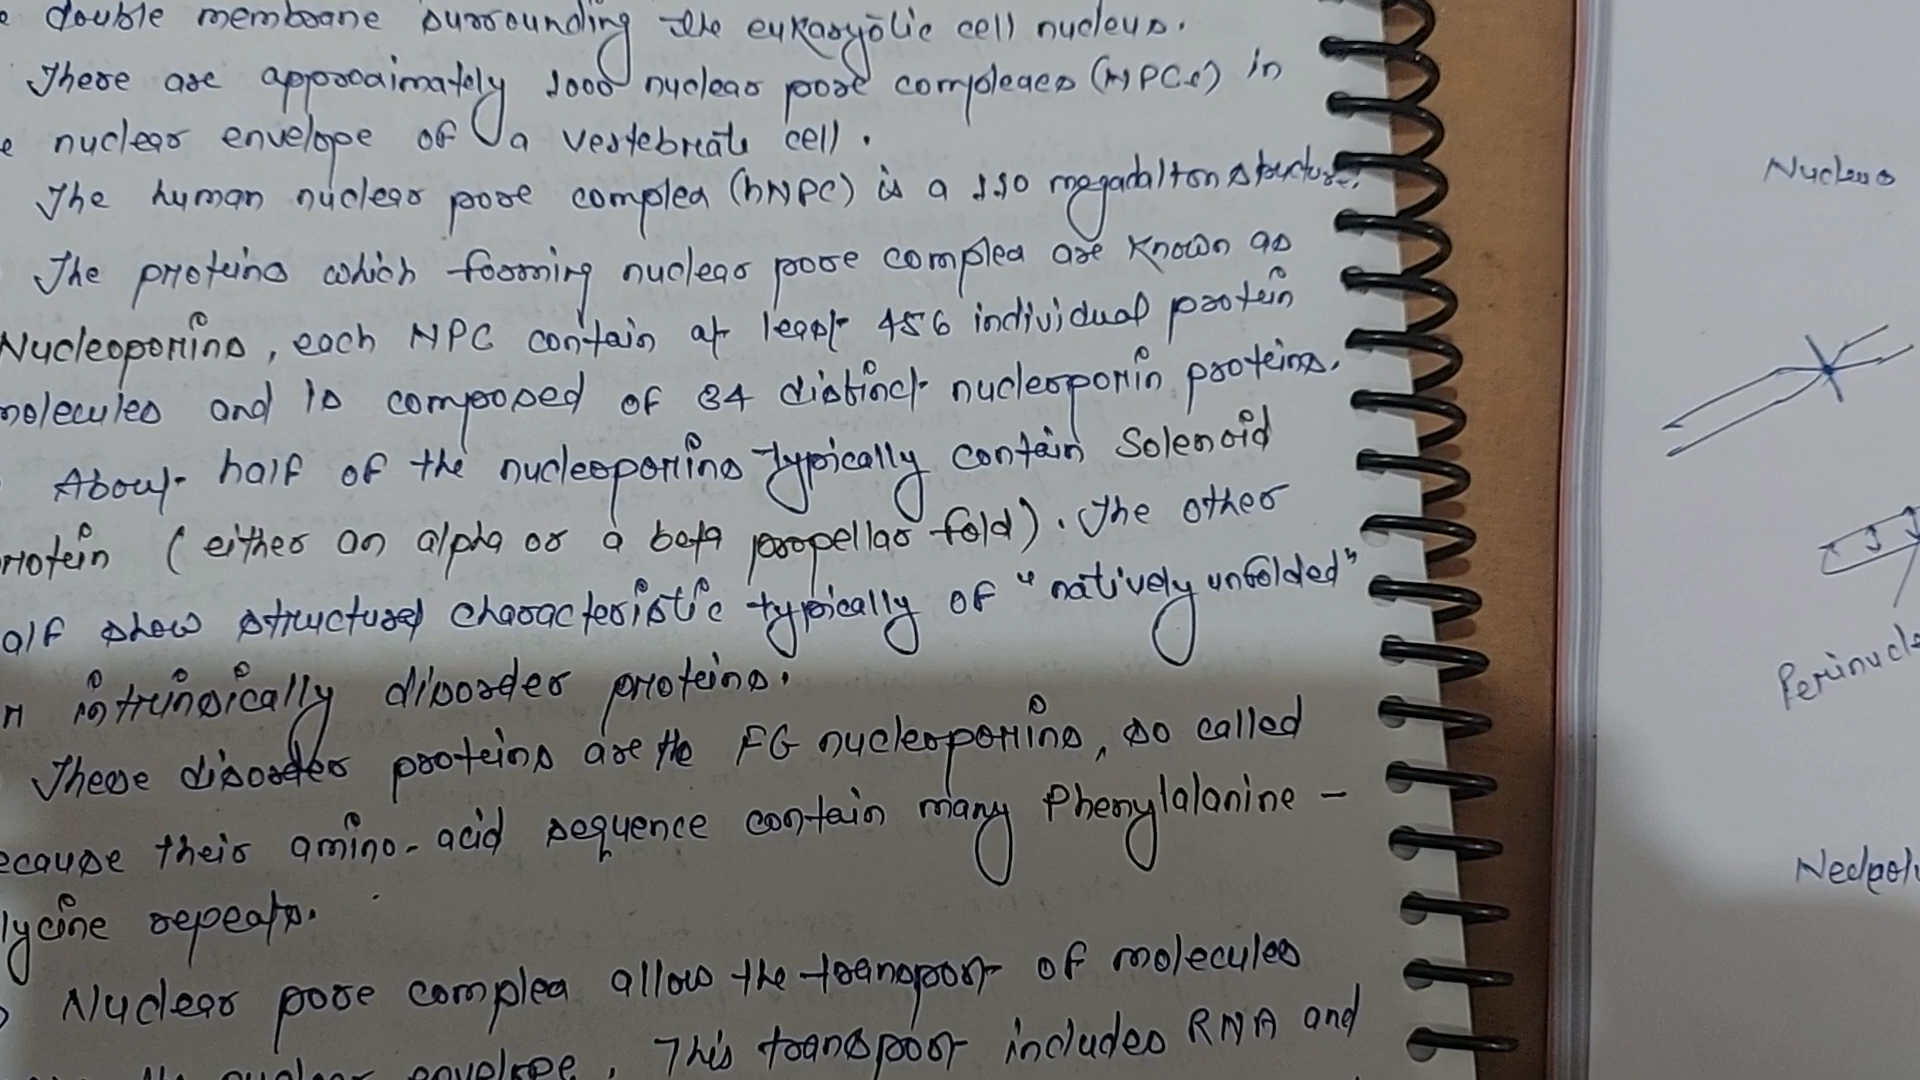 double membrane surrounding the eukaryotic cell nucleus.
There are approximately 1000 nuclear pore complexes (NPCs) in
nuclear envelope of a vertebrate cell.
The human nuclear pore complex (hNPC) is a 110 megadalton structure.
The proteins which forming nuclear pore complex are known as
Nucleoporins, each NPC contain at least 456 individual protein
molecules and is composed of 34 distinct nucleoporin proteins.
About half of the nucleoporins typically contain Solenoid
protein (either an alpha or a beta propellar fold). The other
alf show structural characteristic typically of "natively unfolded"
intrinsically disorder proteins.
These disorder proteins are the FG nucleoporins, so called
ecause their amino-acid sequence contain many Phenylalanine -
lycine repeats.
Nuclear pore complex allow the transport of molecules
nuclear envelope. This transport includes RNA and
Nucleus
Perinucle